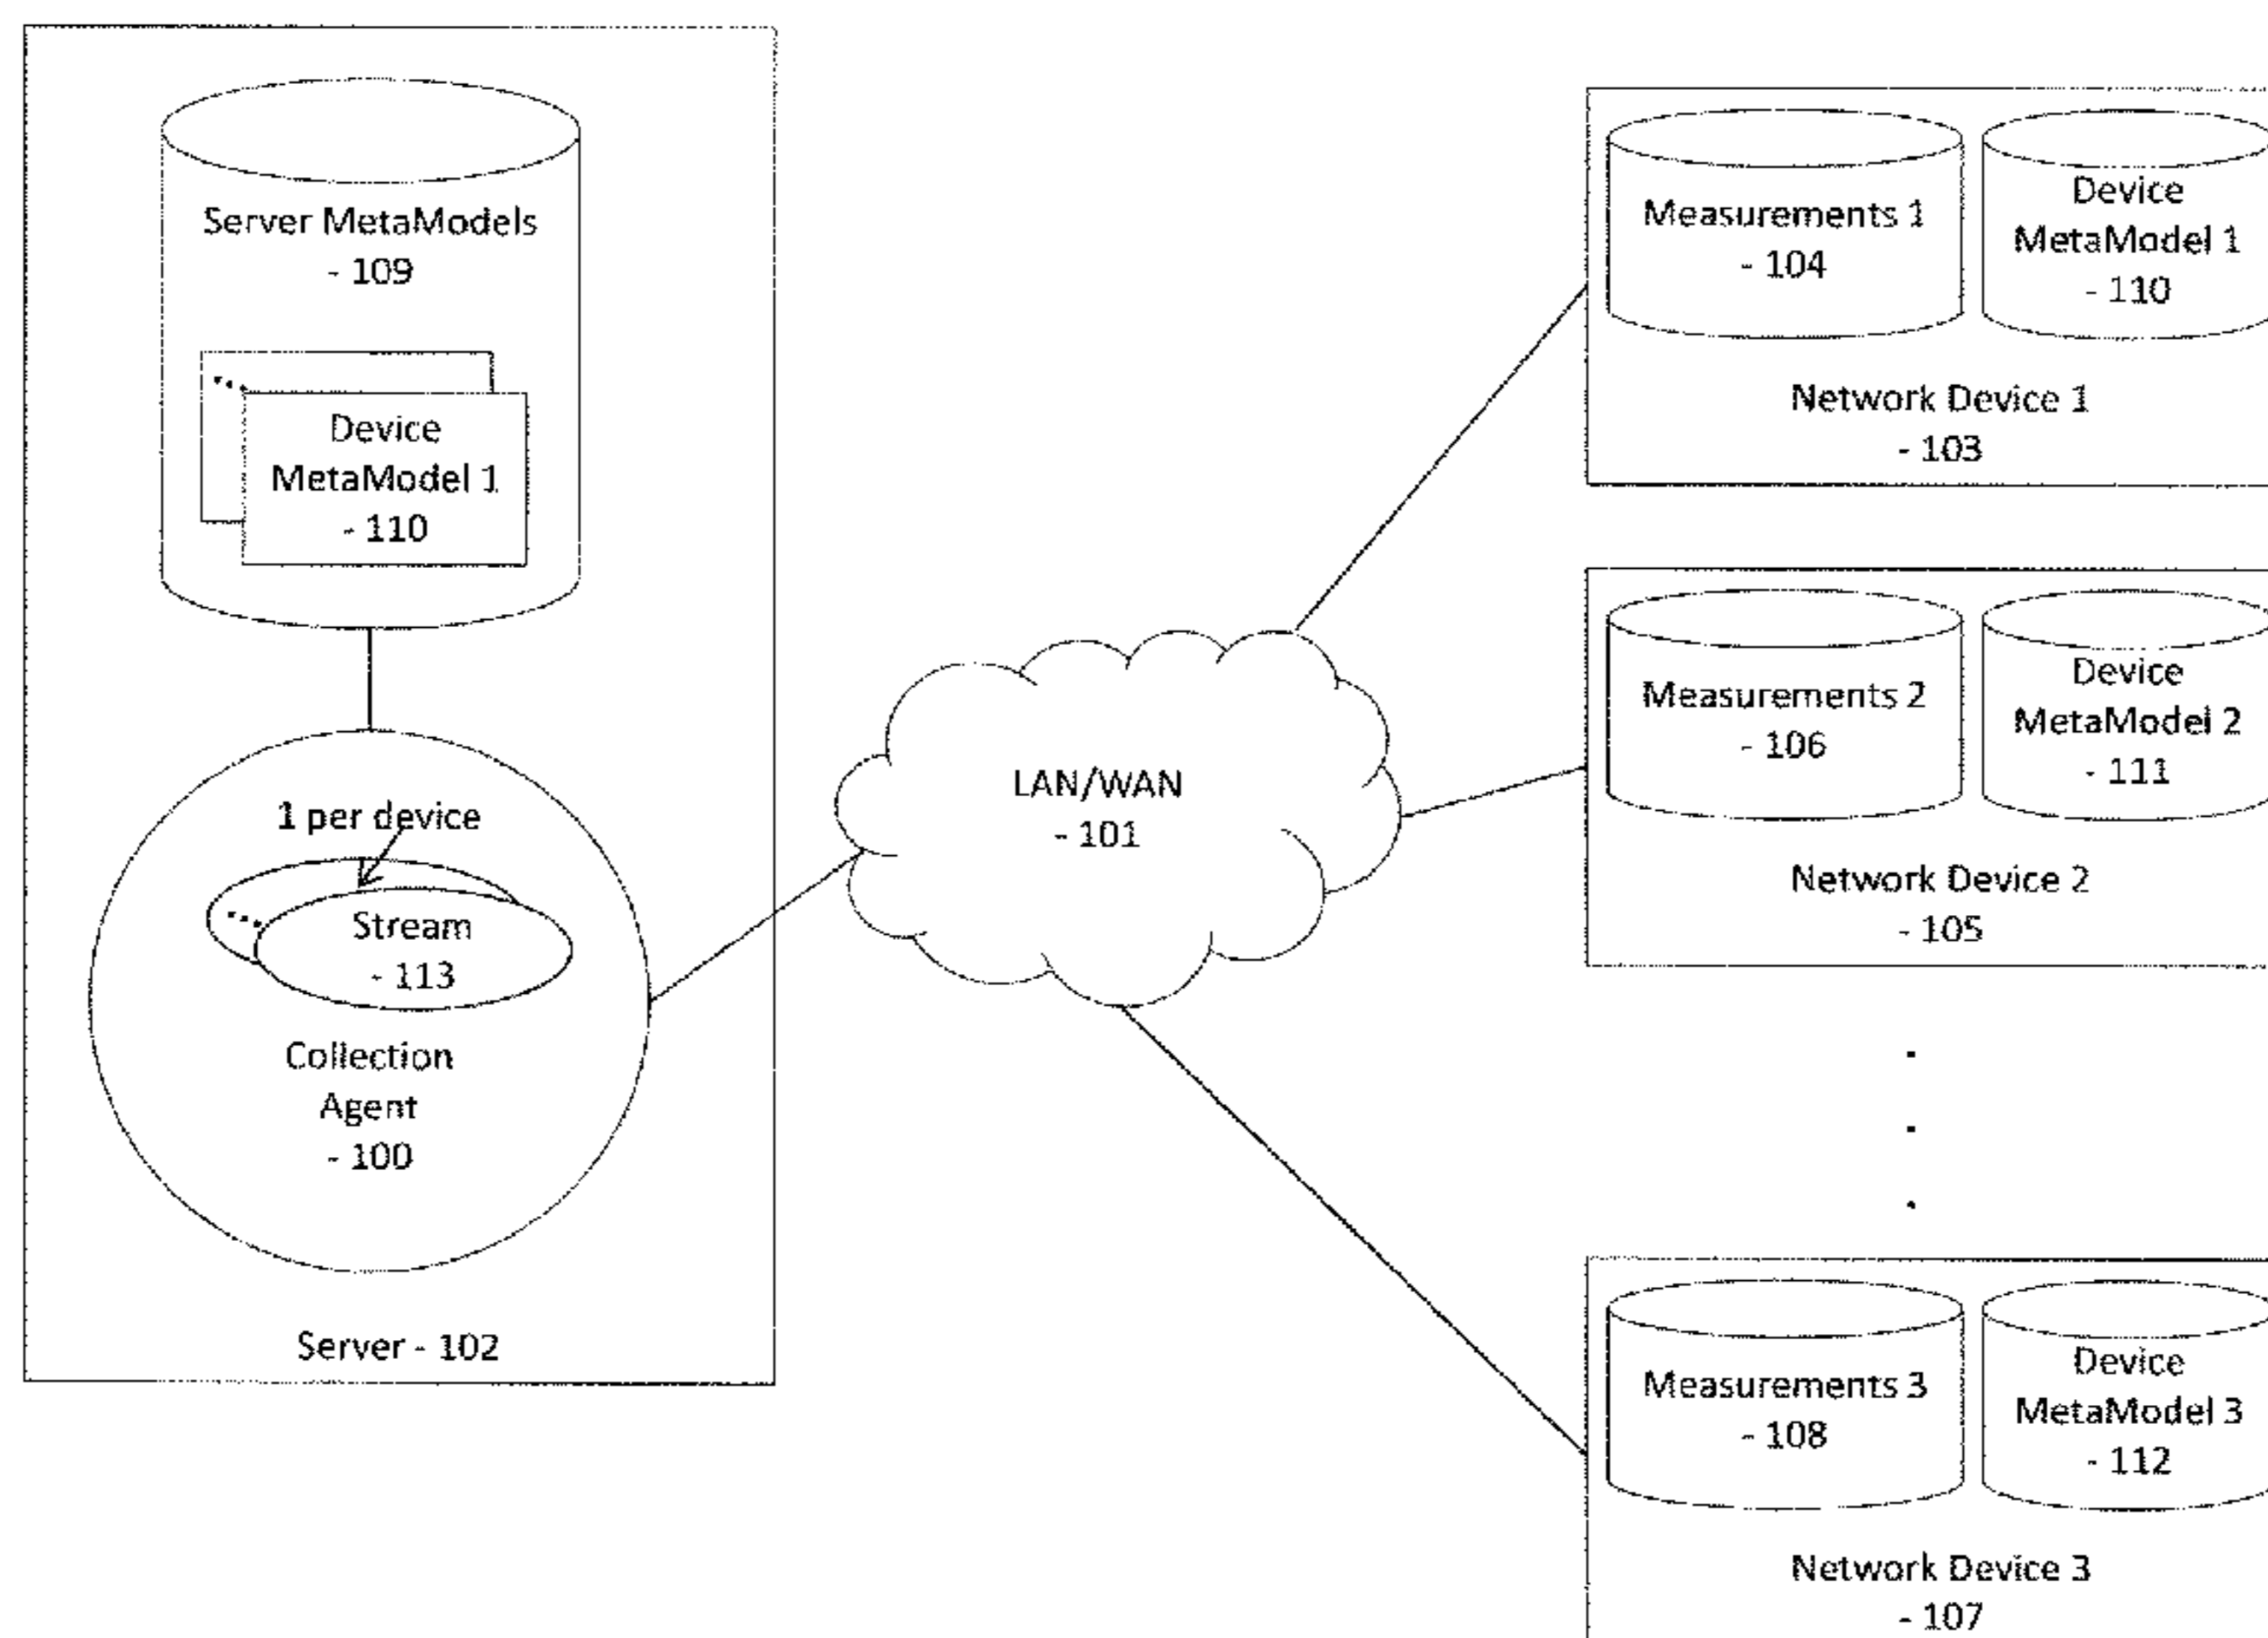 Server MetaModels
- 109
Device
MetaModel 1
- 110
1 per device
Stream
- 113
Collection
Agent
- 100
Server - 102
LAN/WAN
- 101
Measurements 1
- 104
Device
MetaModel 1
- 110
Network Device 1
- 103
Measurements 2
- 106
Device
MetaModel 2
- 111
Network Device 2
- 105
Measurements 3
- 108
Device
MetaModel 3
- 112
Network Device 3
- 107